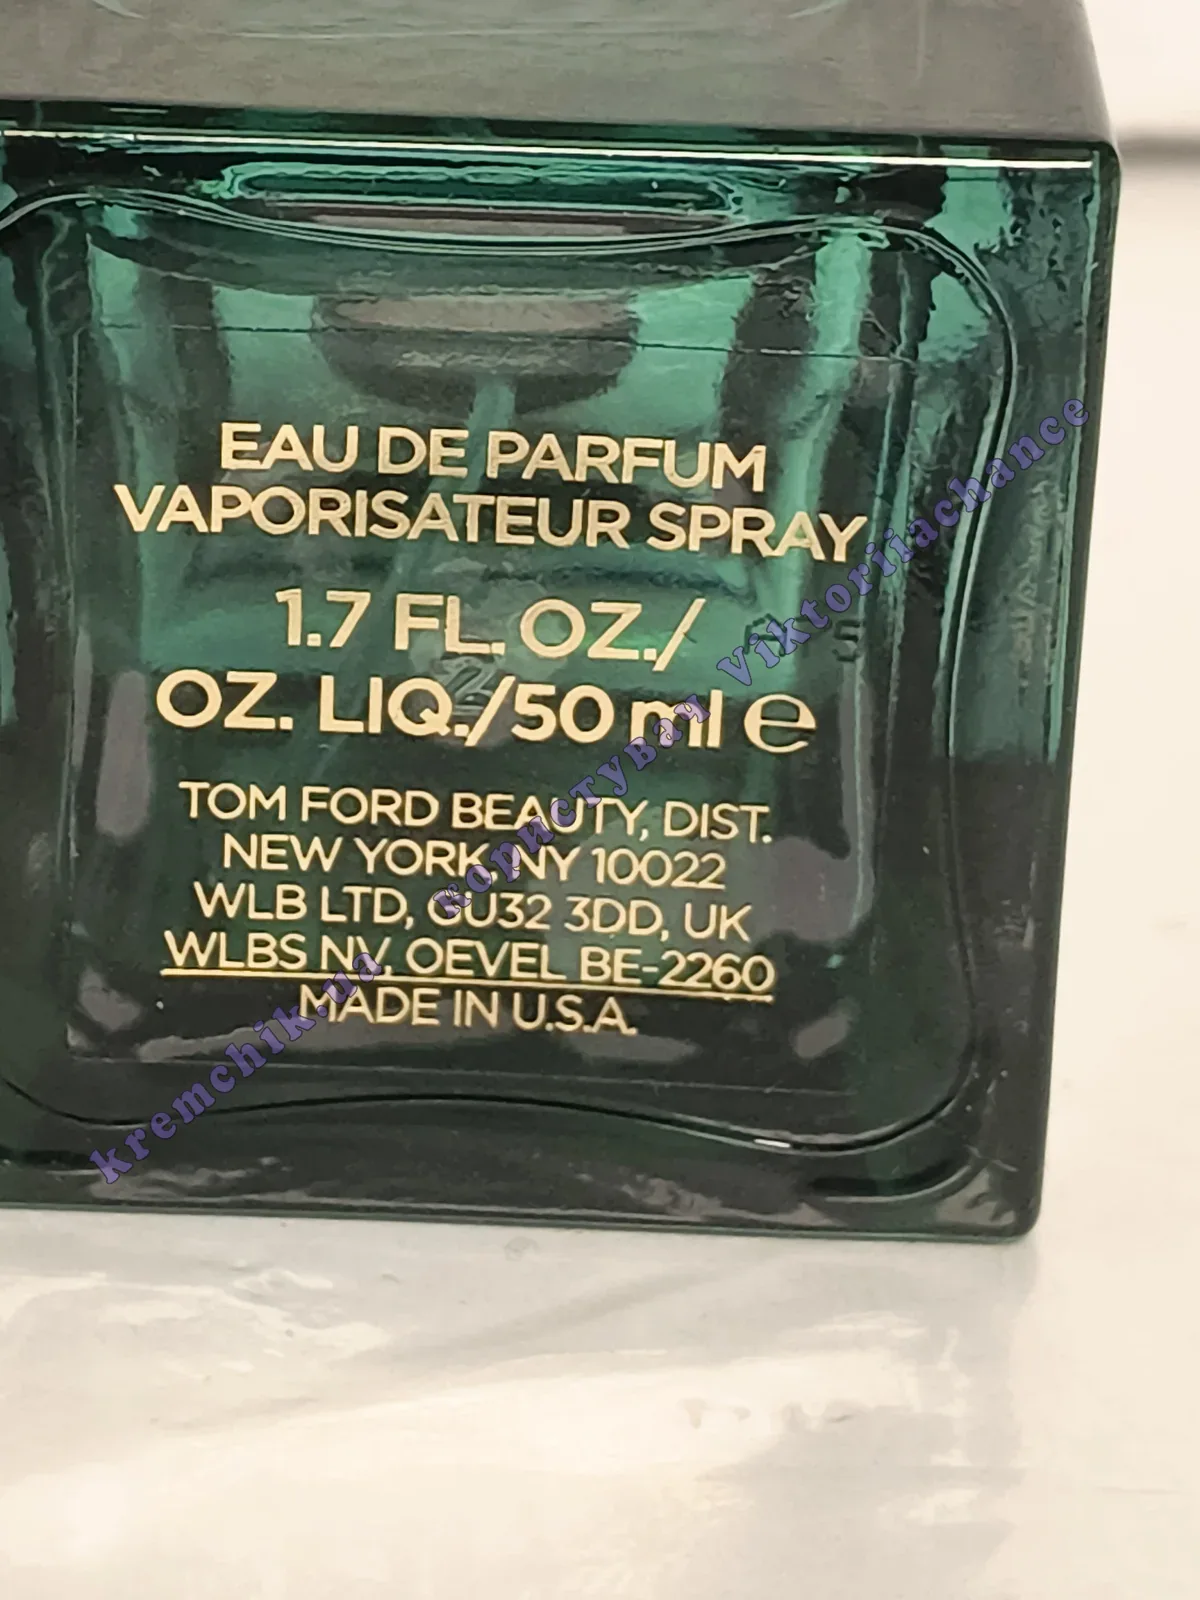 EAU DE PARFUM
VAPORISATEUR SPRAY
1.7 FL. OZ./
OZ. LIQ./50 ml e
TOM FORD BEAUTY, DIST.
NEW YORK, NY 10022
WLB LTD, GU32 3DD, UK
WLBS NV, OEVEL BE-2260
MADE IN U.S.A.
kremchik.ua користувач Viktoriiachance